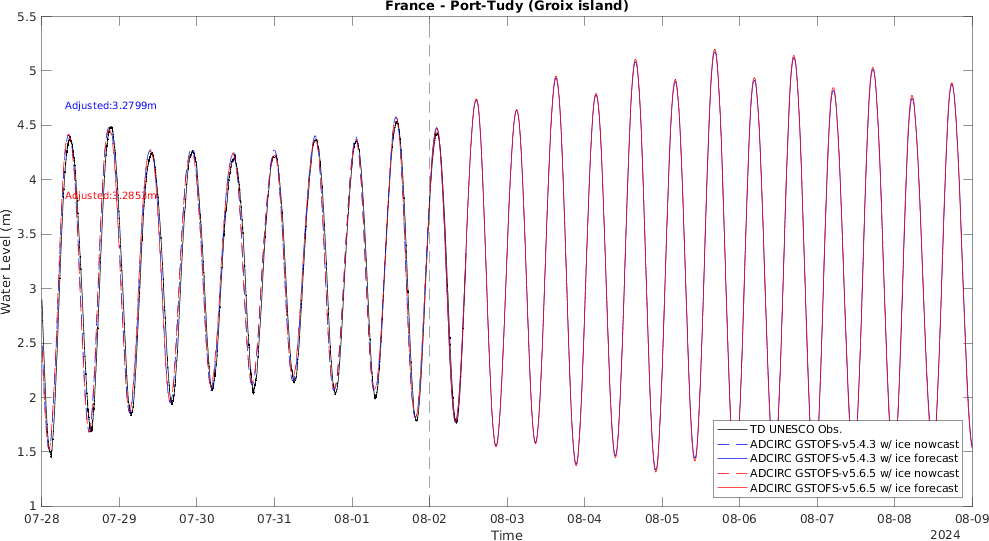 France - Port-Tudy (Groix island)
5.5
5
4.5
4
3.5
3
2.5
2
1.5
1
Water Level (m)
Adjusted:3.2799m
Adjusted:3.2853m
TD UNESCO Obs.
ADCIRC GSTOFS-v5.4.3 w/ ice nowcast
ADCIRC GSTOFS-v5.4.3 w/ ice forecast
ADCIRC GSTOFS-v5.6.5 w/ ice nowcast
ADCIRC GSTOFS-v5.6.5 w/ ice forecast
07-28 07-29 07-30 07-31 08-01 08-02 08-03 08-04 08-05 08-06 08-07 08-08 08-09
Time
2024